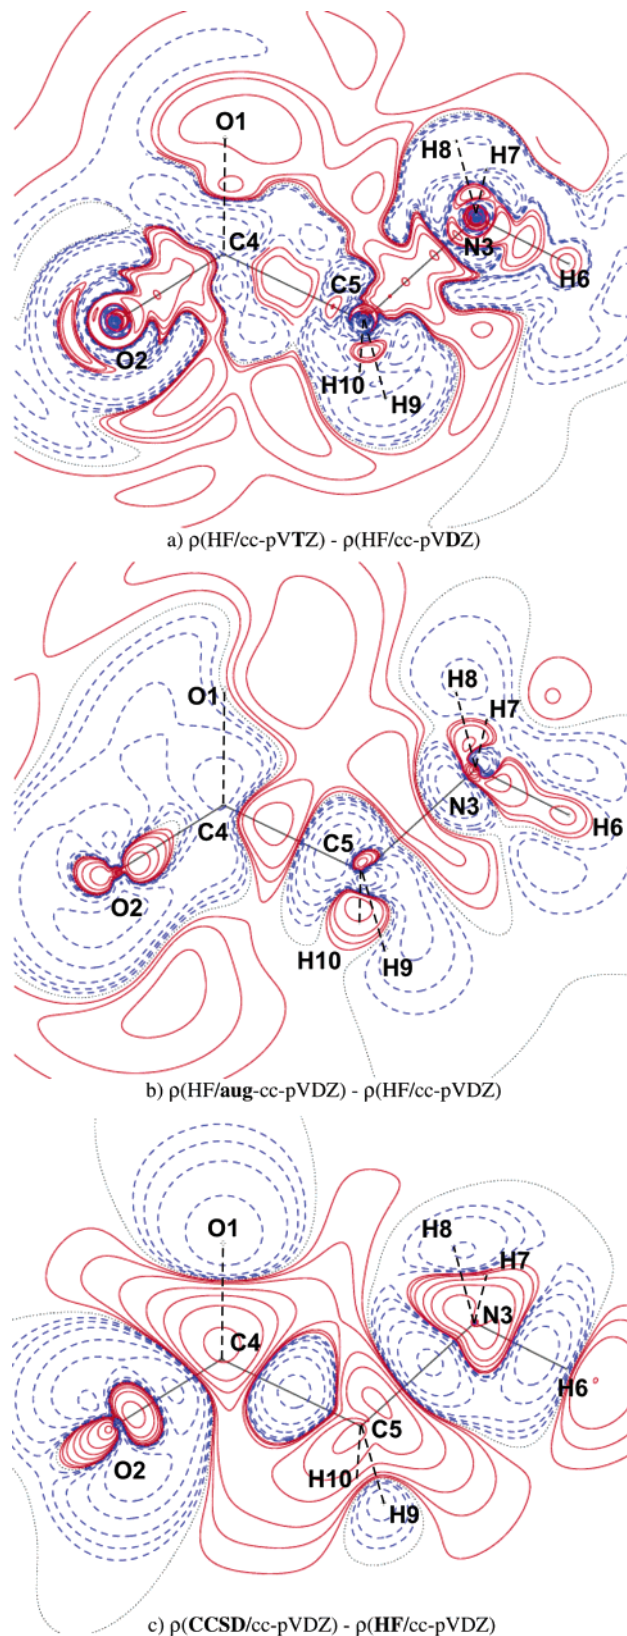 O1
H8
H7
C4
N3
C5
H6
O2
H10
H9
a) ρ(HF/cc-pVTZ) - ρ(HF/cc-pVDZ)
H8
O1
H7
N3
C4
C5
H6
O2
H10
H9
b) ρ(HF/aug-cc-pVDZ) - ρ(HF/cc-pVDZ)
O1
H8
H7
N3
C4
H6
C5
O2
H10
H9
c) ρ(CCSD/cc-pVDZ) - ρ(HF/cc-pVDZ)